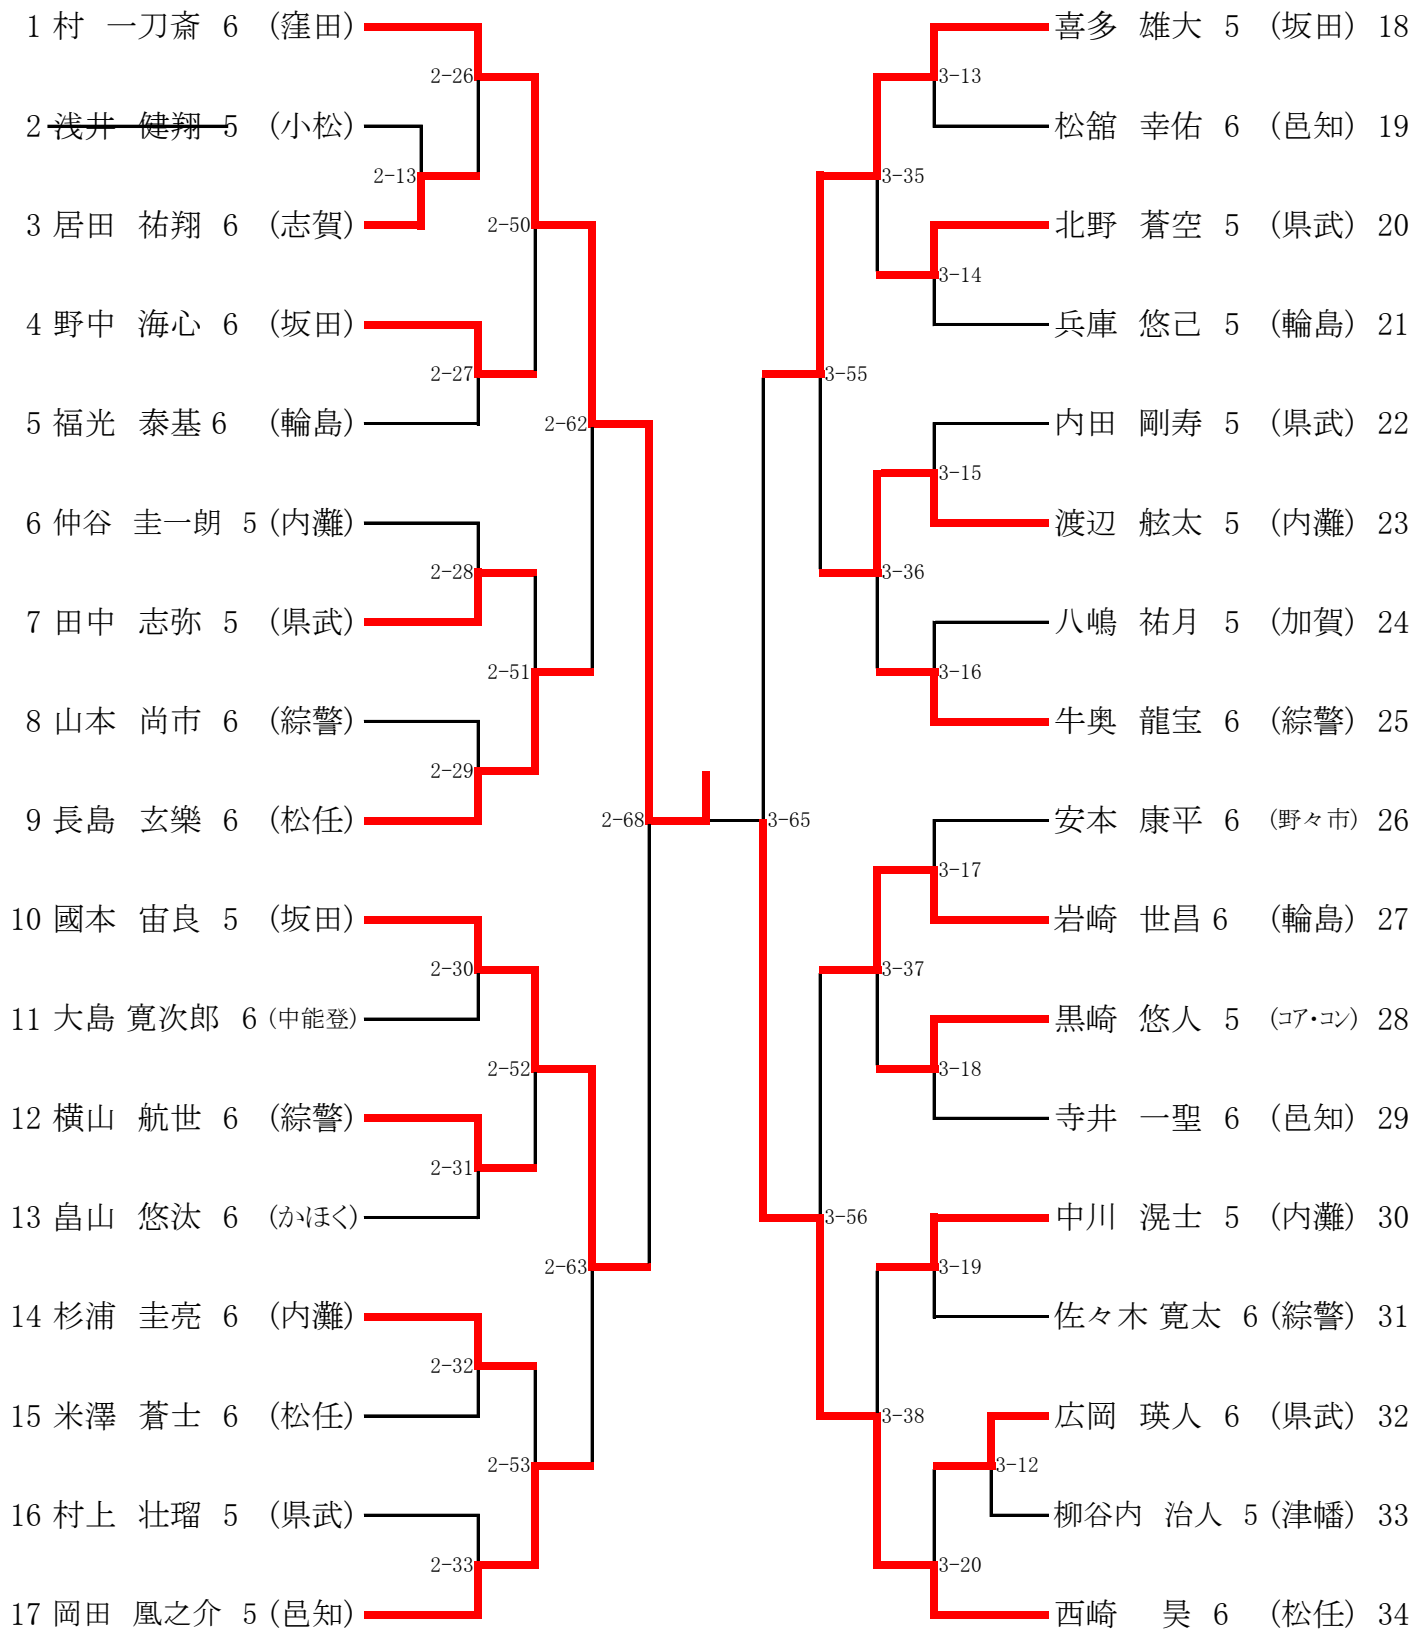 1 村 一刀斎 6 (窪田)
2 浅井 健翔 5 (小松)
3 居田 祐翔 6 (志賀)
4 野中 海心 6 (坂田)
5 福光 泰基 6 (輪島)
6 仲谷 圭一朗 5 (内灘)
7 田中 志弥 5 (県武)
8 山本 尚市 6 (綜警)
9 長島 玄樂 6 (松任)
10 國本 宙良 5 (坂田)
11 大島 寛次郎 6 (中能登)
12 横山 航世 6 (綜警)
13 畠山 悠汰 6 (かほく)
14 杉浦 圭亮 6 (内灘)
15 米澤 蒼士 6 (松任)
16 村上 壮瑠 5 (県武)
17 岡田 凰之介 5 (邑知)
2-26
2-13
2-50
2-27
2-62
2-28
2-51
2-29
2-68
2-30
2-52
2-31
2-63
2-32
2-53
2-33
3-13
3-35
3-14
3-55
3-15
3-36
3-16
3-65
3-17
3-37
3-18
3-56
3-19
3-38
3-12
3-20
喜多 雄大 5 (坂田) 18
松舘 幸佑 6 (邑知) 19
北野 蒼空 5 (県武) 20
兵庫 悠己 5 (輪島) 21
内田 剛寿 5 (県武) 22
渡辺 舷太 5 (内灘) 23
八嶋 祐月 5 (加賀) 24
牛奥 龍宝 6 (綜警) 25
安本 康平 6 (野々市) 26
岩崎 世昌 6 (輪島) 27
黒崎 悠人 5 (コア・コン) 28
寺井 一聖 6 (邑知) 29
中川 滉士 5 (内灘) 30
佐々木 寛太 6 (綜警) 31
広岡 瑛人 6 (県武) 32
柳谷内 治人 5 (津幡) 33
西崎 昊 6 (松任) 34